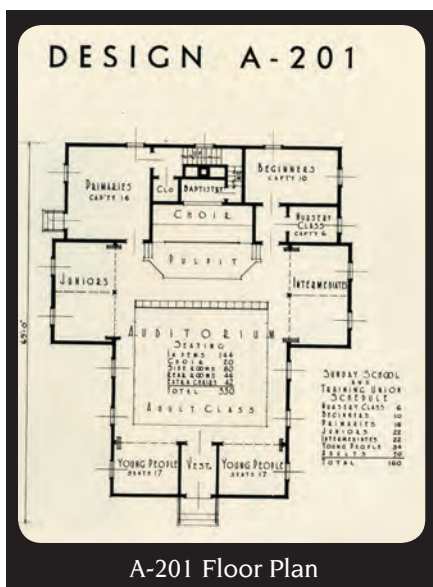 DESIGN A-201
PRIMARIES
CAP'TY 16
CLO
BAPTISTRY
BEGINNERS
CAP'TY 10
CHOIR
NURSERY
CLASS
CAP'TY 6
PULPIT
JUNIORS
INTERMEDIATES
AUDITORIUM
SEATING
IN PEWS 144
CHOIR 20
SIDE ROOMS 80
REAR ROOMS 44
EXTRA CHAIRS 42
TOTAL 330
ADULT CLASS
SUNDAY SCHOOL
AND
TRAINING UNION
SCHEDULE
NURSERY CLASS 6
BEGINNERS 10
PRIMARIES 16
JUNIORS 22
INTERMEDIATES 22
YOUNG PEOPLE 34
ADULTS 50
TOTAL 160
YOUNG PEOPLE
SEATS 17
VEST.
YOUNG PEOPLE
SEATS 17
A-201 Floor Plan